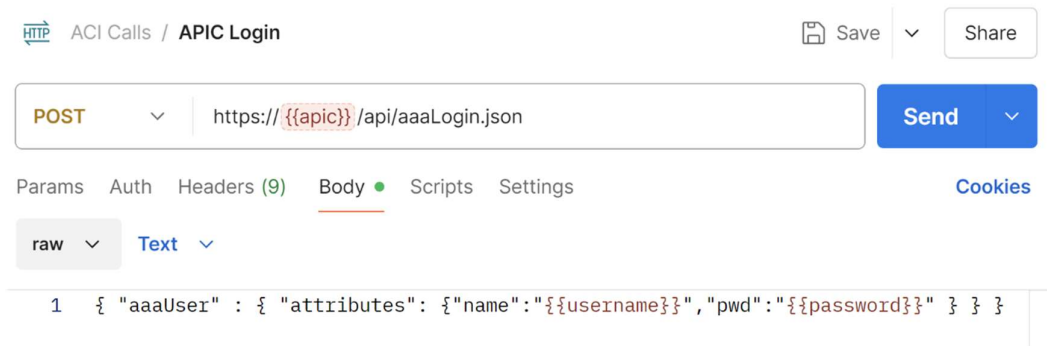 HTTP ACI Calls / APIC Login Save Share
POST https://{{apic}}/api/aaaLogin.json Send
Params Auth Headers (9) Body Scripts Settings Cookies
raw Text
1 { "aaaUser" : { "attributes": {"name":"{{username}}","pwd":"{{password}}" } } }